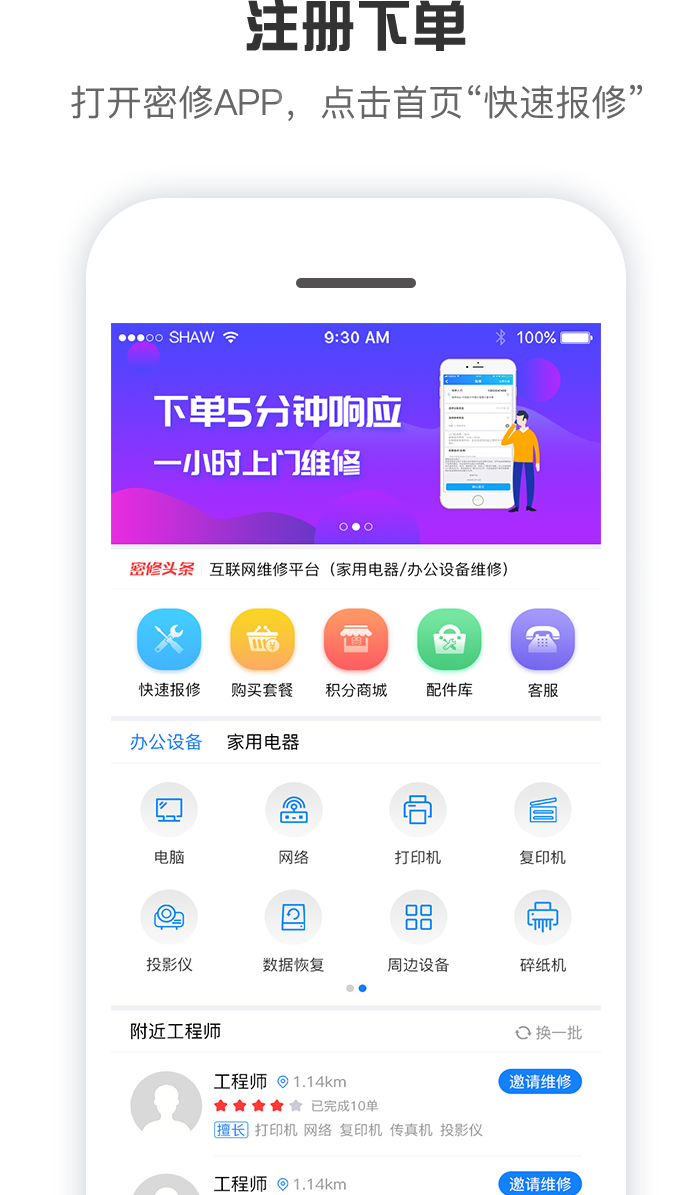 注册下单
打开密修APP，点击首页“快速报修”
SHAW 9:30 AM 100%
下单5分钟响应
一小时上门维修
密修头条 互联网维修平台（家用电器/办公设备维修）
快速报修 购买套餐 积分商城 配件库 客服
办公设备 家用电器
电脑 网络 打印机 复印机
投影仪 数据恢复 周边设备 碎纸机
附近工程师 换一批
工程师 1.14km 邀请维修
已完成10单
擅长 打印机 网络 复印机 传真机 投影仪
工程师 1.14km 邀请维修